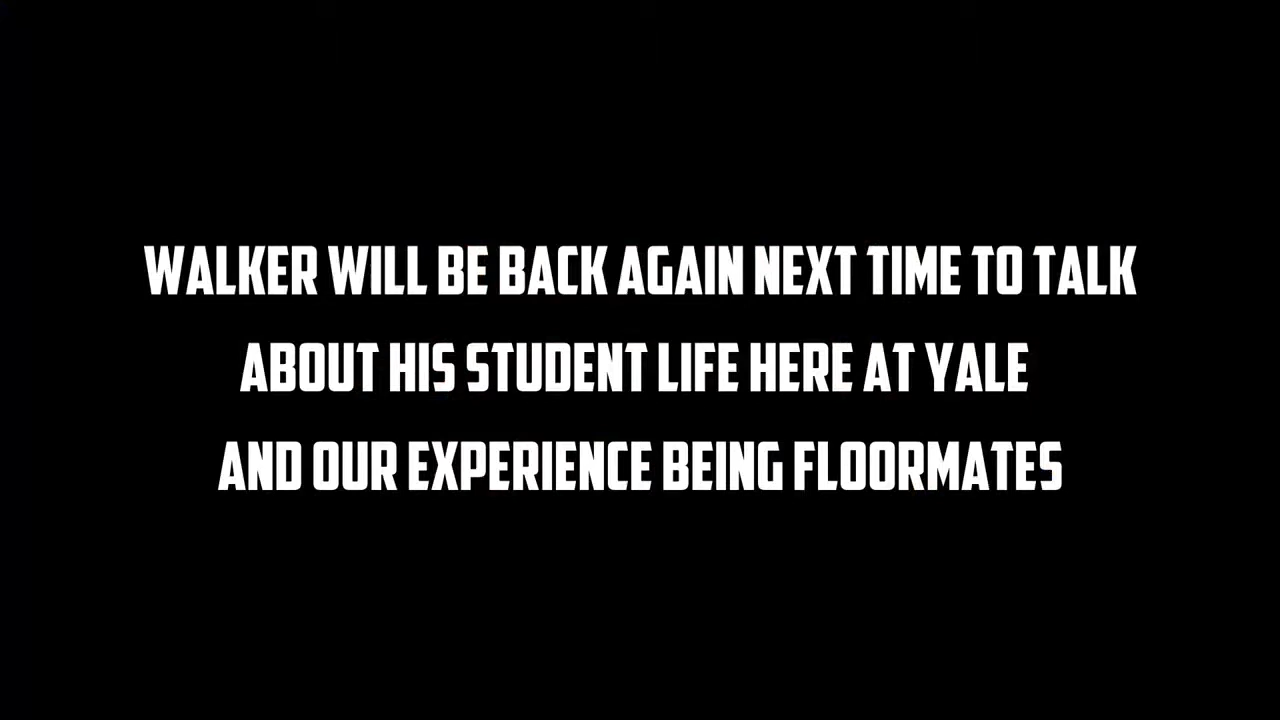 WALKER WILL BE BACK AGAIN NEXT TIME TO TALK
ABOUT HIS STUDENT LIFE HERE AT YALE
AND OUR EXPERIENCE BEING FLOORMATES